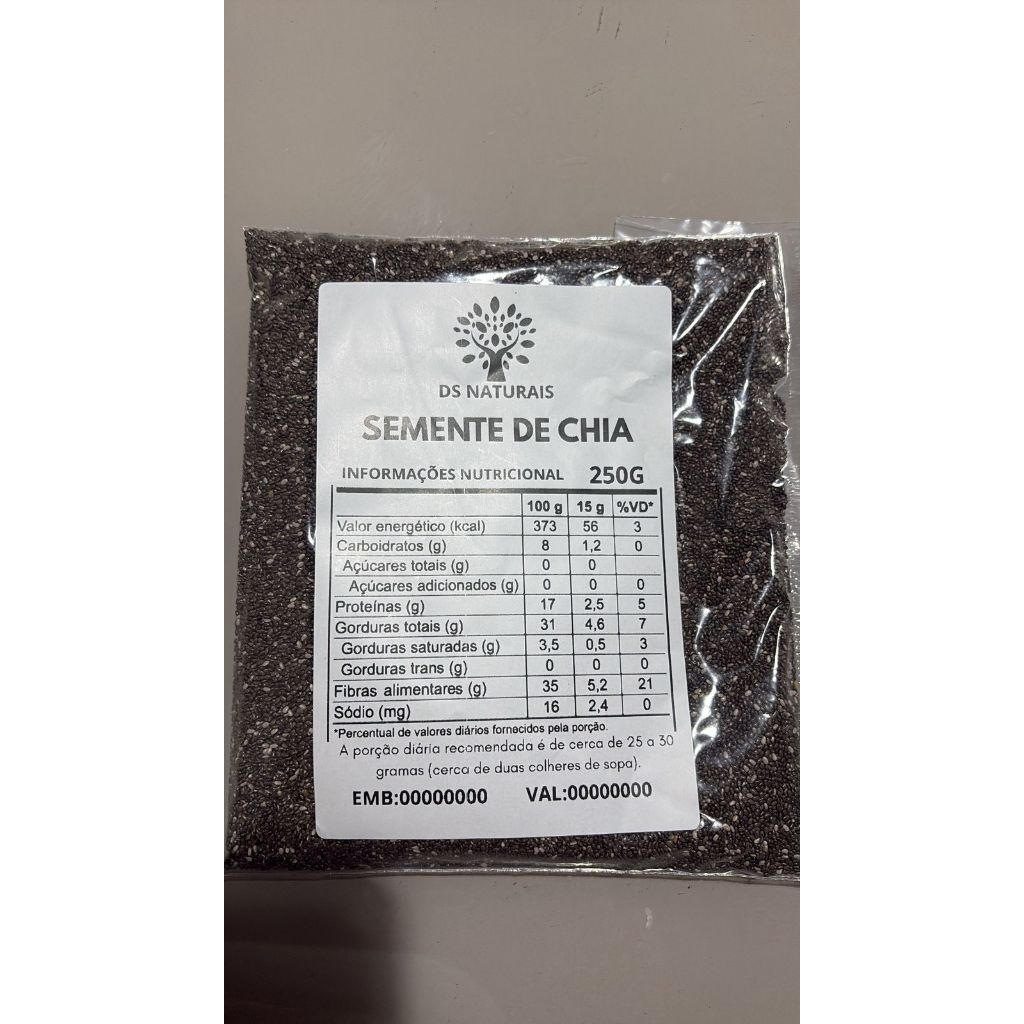 DS NATURAIS
SEMENTE DE CHIA
INFORMAÇÕES NUTRICIONAL 250G
100 g 15 g %VD*
Valor energético (kcal) 373 56 3
Carboidratos (g) 8 1,2 0
Açúcares totais (g) 0 0
Açúcares adicionados (g) 0 0 0
Proteínas (g) 17 2,5 5
Gorduras totais (g) 31 4,6 7
Gorduras saturadas (g) 3,5 0,5 3
Gorduras trans (g) 0 0 0
Fibras alimentares (g) 35 5,2 21
Sódio (mg) 16 2,4 0
*Percentual de valores diários fornecidos pela porção.
A porção diária recomendada é de cerca de 25 a 30
gramas (cerca de duas colheres de sopa).
EMB:00000000 VAL:00000000